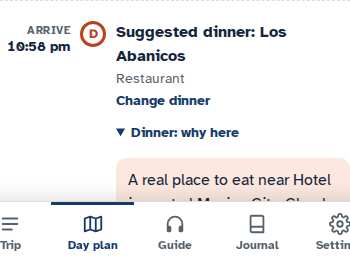 ARRIVE
10:58 pm
D
Suggested dinner: Los
Abanicos
Restaurant
Change dinner
▼ Dinner: why here
A real place to eat near Hotel
Trip
Day plan
Guide
Journal